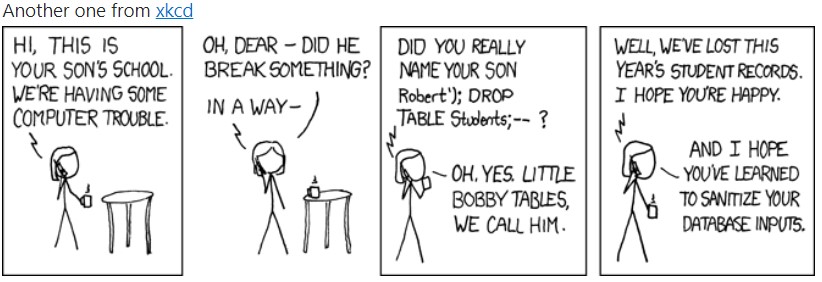 Another one from xkcd
HI, THIS IS
YOUR SON'S SCHOOL.
WE'RE HAVING SOME
COMPUTER TROUBLE.
OH, DEAR – DID HE
BREAK SOMETHING?
IN A WAY–
DID YOU REALLY
NAME YOUR SON
Robert'); DROP
TABLE Students;-- ?
OH. YES. LITTLE
BOBBY TABLES,
WE CALL HIM.
WELL, WE'VE LOST THIS
YEAR'S STUDENT RECORDS.
I HOPE YOU'RE HAPPY.
AND I HOPE
YOU'VE LEARNED
TO SANITIZE YOUR
DATABASE INPUTS.